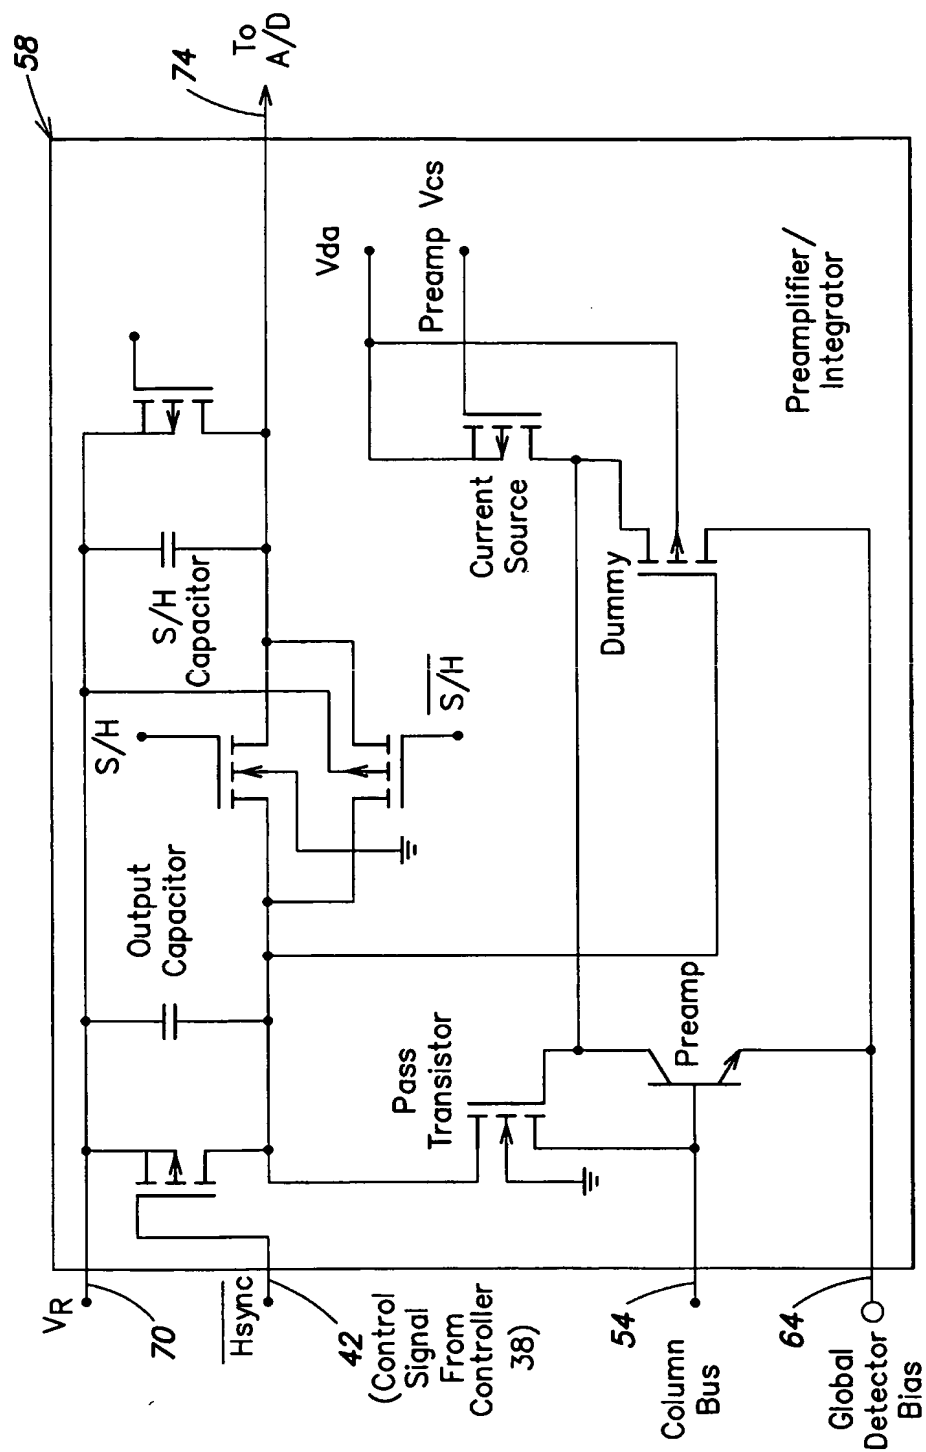 58
74
To
A/D
VR
70
Hsync
42
(Control
Signal
From
Controller
38)
54
Column
Bus
64
Global
Detector
Bias
Output
Capacitor
S/H
S/H
Capacitor
S/H
Pass
Transistor
Preamp
Vda
Preamp Vcs
Current
Source
Dummy
Preamplifier/
Integrator